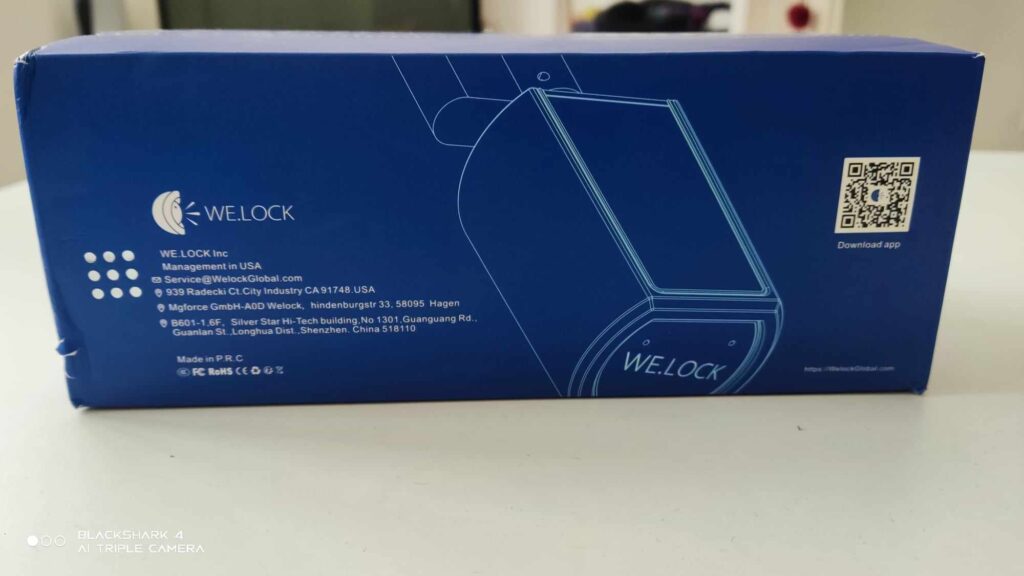 WE.LOCK
WE.LOCK Inc
Management in USA
Service@WelockGlobal.com
939 Radecki Ct.City Industry CA 91748.USA
Mgforce GmbH-A0D Welock, hindenburgstr 33, 58095 Hagen
B601-1,6F, Silver Star Hi-Tech building,No 1301,Guanguang Rd.,
Guanlan St.,Longhua Dist.,Shenzhen. China 518110
Made in P.R.C
FC RoHS CE
WE.LOCK
Download app
https://WelockGlobal.com
BLACKSHARK 4
AI TRIPLE CAMERA